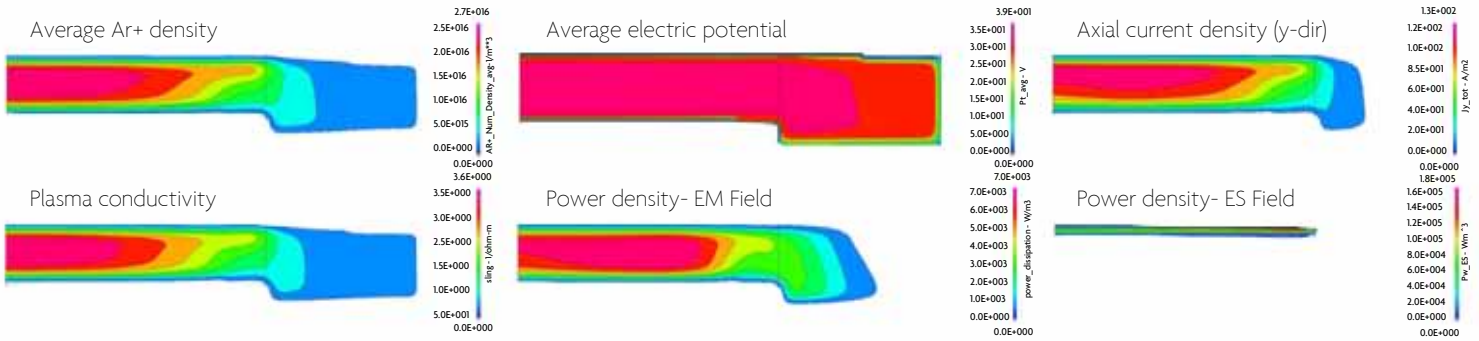 Average Ar+ density
2.7E+016
2.5E+016
2.0E+016
1.5E+016
1.0E+016
5.0E+015
0.0E+000
0.0E+000
AR+_Num_Density_avg-1/m**3
Average electric potential
3.9E+001
3.5E+001
3.1E+001
2.0E+001
1.5E+001
1.0E+001
5.0E+000
0.0E+000
0.0E+000
Pt_avg - V
Axial current density (y-dir)
1.3E+002
1.2E+002
1.0E+002
8.5E+001
6.2E+001
4.0E+001
2.0E+001
0.0E+000
0.0E+000
Jy_tot - A/m2
Plasma conductivity
3.6E+000
3.5E+000
3.0E+000
2.5E+000
1.5E+000
1.0E+000
5.0E+001
0.0E+000
Power density- EM Field
7.0E+003
7.0E+003
6.0E+003
5.0E+003
4.0E+003
3.0E+003
2.0E+003
1.0E+003
0.0E+000
0.0E+000
power_dissipation - W/m3
Power density- ES Field
1.8E+005
1.6E+005
1.4E+005
1.2E+005
1.0E+005
8.0E+004
6.0E+004
4.0E+004
2.0E+004
0.0E+000
0.0E+000